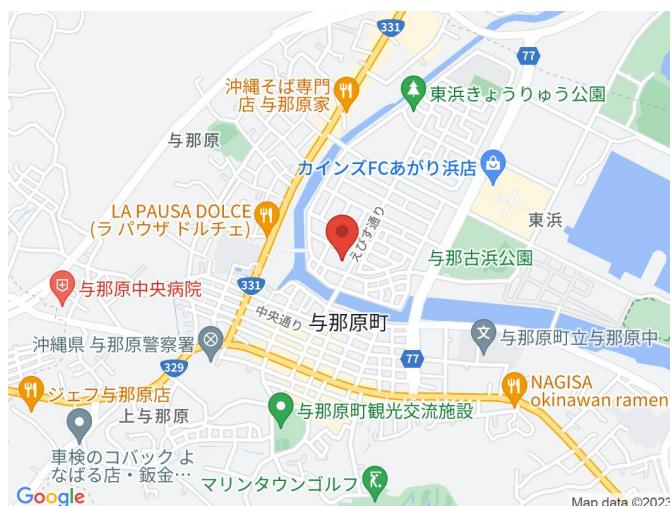 331
77
沖縄そば専門
店 与那原家
東浜きょうりゅう公園
与那原
カインズFCあがり浜店
LA PAUSA DOLCE
(ラ パウザ ドルチェ)
東浜
えびす通り
与那古浜公園
与那原中央病院
331
中央通り
与那原町
沖縄県 与那原警察署
与那原町立与那原中
329
77
ジェフ与那原店
NAGISA
okinawan ramen
上与那原
与那原町観光交流施設
車検のコバック よ
なばる店・鈑金…
マリンタウンゴルフ
Google
Map data ©2023